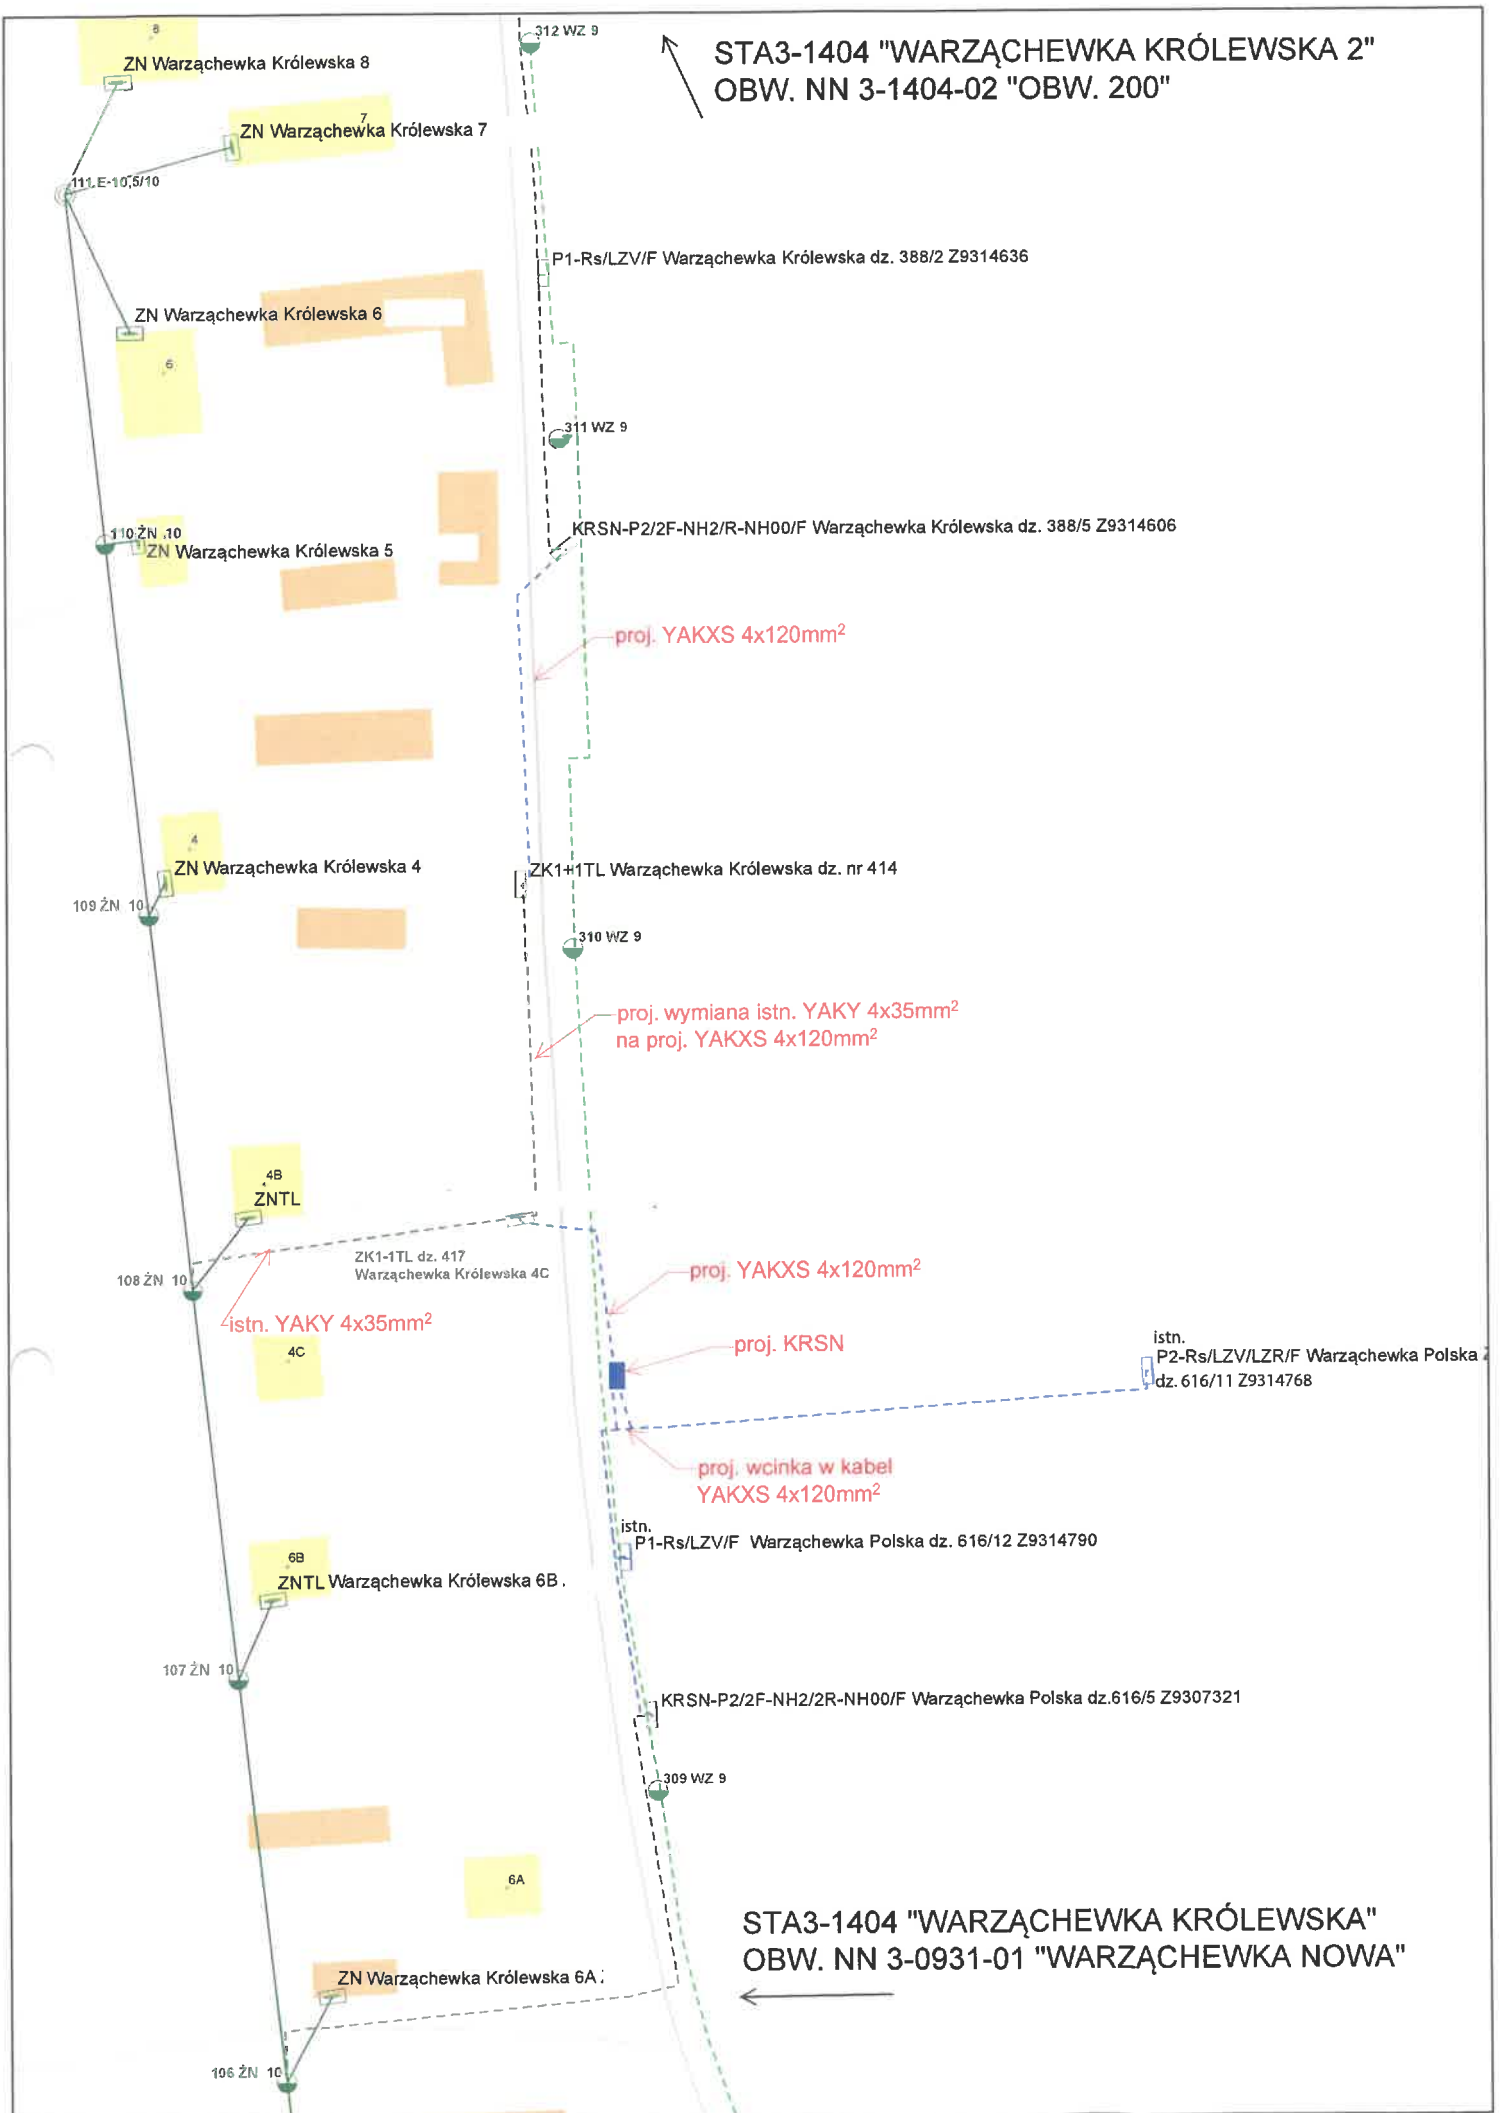 8
312 WZ 9
STA3-1404 "WARZĄCHEWKA KRÓLEWSKA 2"
OBW. NN 3-1404-02 "OBW. 200"
ZN Warząchewka Królewska 8
7
ZN Warząchewka Królewska 7
111.E-10,5/10
P1-Rs/LZV/F Warząchewka Królewska dz. 388/2 Z9314636
ZN Warząchewka Królewska 6
6
311 WZ 9
KRSN-P2/2F-NH2/R-NH00/F Warząchewka Królewska dz. 388/5 Z9314606
110 ŻN .10
ZN Warząchewka Królewska 5
proj. YAKXS 4x120mm²
4
ZN Warząchewka Królewska 4
ZK1+1TL Warząchewka Królewska dz. nr 414
109 ŻN 10
310 WZ 9
proj. wymiana istn. YAKY 4x35mm²
na proj. YAKXS 4x120mm²
4B
ZNTL
ZK1-1TL dz. 417
Warząchewka Królewska 4C
108 ŻN 10
proj. YAKXS 4x120mm²
istn. YAKY 4x35mm²
proj. KRSN
4C
istn.
P2-Rs/LZV/LZR/F Warząchewka Polska
dz. 616/11 Z9314768
proj. wcinka w kabel
YAKXS 4x120mm²
istn.
P1-Rs/LZV/F Warząchewka Polska dz. 616/12 Z9314790
6B
ZNTL Warząchewka Królewska 6B .
107 ŻN 10
KRSN-P2/2F-NH2/2R-NH00/F Warząchewka Polska dz.616/5 Z9307321
309 WZ 9
6A
STA3-1404 "WARZĄCHEWKA KRÓLEWSKA"
OBW. NN 3-0931-01 "WARZĄCHEWKA NOWA"
ZN Warząchewka Królewska 6A
106 ŻN 10